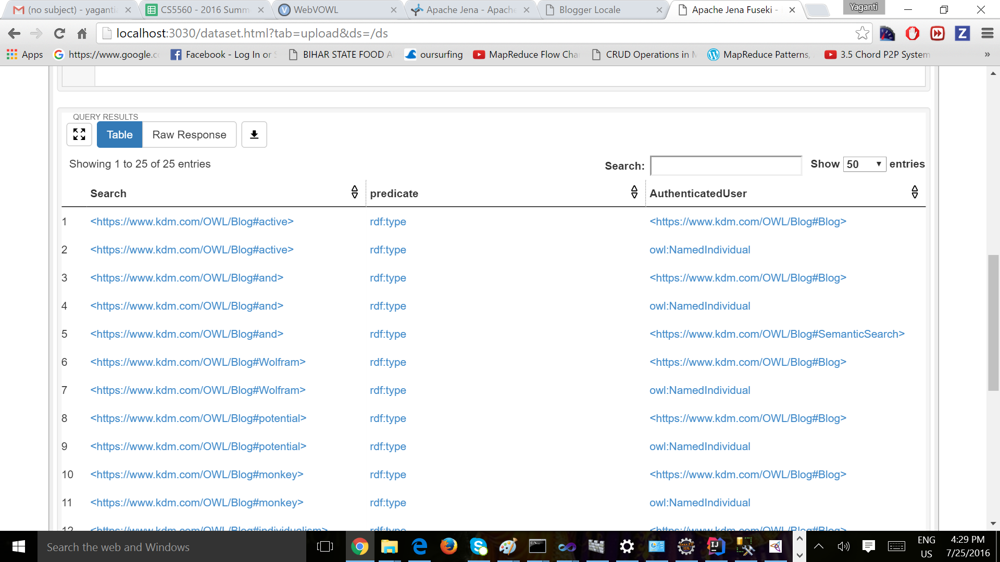 Yaganti
(no subject) - yaganti
CS5560 - 2016 Summ
WebVOWL
Apache Jena - Apache
Blogger Locale
Apache Jena Fuseki -
localhost:3030/dataset.html?tab=upload&ds=/ds
Apps
https://www.google.c
Facebook - Log In or S
BIHAR STATE FOOD A
oursurfing
MapReduce Flow Cha
CRUD Operations in M
MapReduce Patterns,
3.5 Chord P2P System
»
QUERY RESULTS
Table Raw Response
Showing 1 to 25 of 25 entries Search: Show 50 entries
Search predicate AuthenticatedUser
1 <https://www.kdm.com/OWL/Blog#active> rdf:type <https://www.kdm.com/OWL/Blog#Blog>
2 <https://www.kdm.com/OWL/Blog#active> rdf:type owl:NamedIndividual
3 <https://www.kdm.com/OWL/Blog#and> rdf:type <https://www.kdm.com/OWL/Blog#Blog>
4 <https://www.kdm.com/OWL/Blog#and> rdf:type owl:NamedIndividual
5 <https://www.kdm.com/OWL/Blog#and> rdf:type <https://www.kdm.com/OWL/Blog#SemanticSearch>
6 <https://www.kdm.com/OWL/Blog#Wolfram> rdf:type <https://www.kdm.com/OWL/Blog#Blog>
7 <https://www.kdm.com/OWL/Blog#Wolfram> rdf:type owl:NamedIndividual
8 <https://www.kdm.com/OWL/Blog#potential> rdf:type <https://www.kdm.com/OWL/Blog#Blog>
9 <https://www.kdm.com/OWL/Blog#potential> rdf:type owl:NamedIndividual
10 <https://www.kdm.com/OWL/Blog#monkey> rdf:type <https://www.kdm.com/OWL/Blog#Blog>
11 <https://www.kdm.com/OWL/Blog#monkey> rdf:type owl:NamedIndividual
12 <https://www.kdm.com/OWL/Blog#individualism> rdf:type <https://www.kdm.com/OWL/Blog#Blog>
Search the web and Windows
ENG
US
4:29 PM
7/25/2016